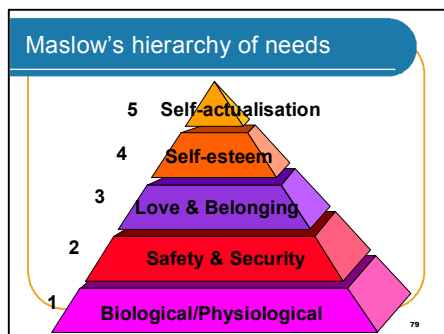 Maslow's hierarchy of needs
5 Self-actualisation
4 Self-esteem
3 Love & Belonging
2 Safety & Security
1 Biological/Physiological
79